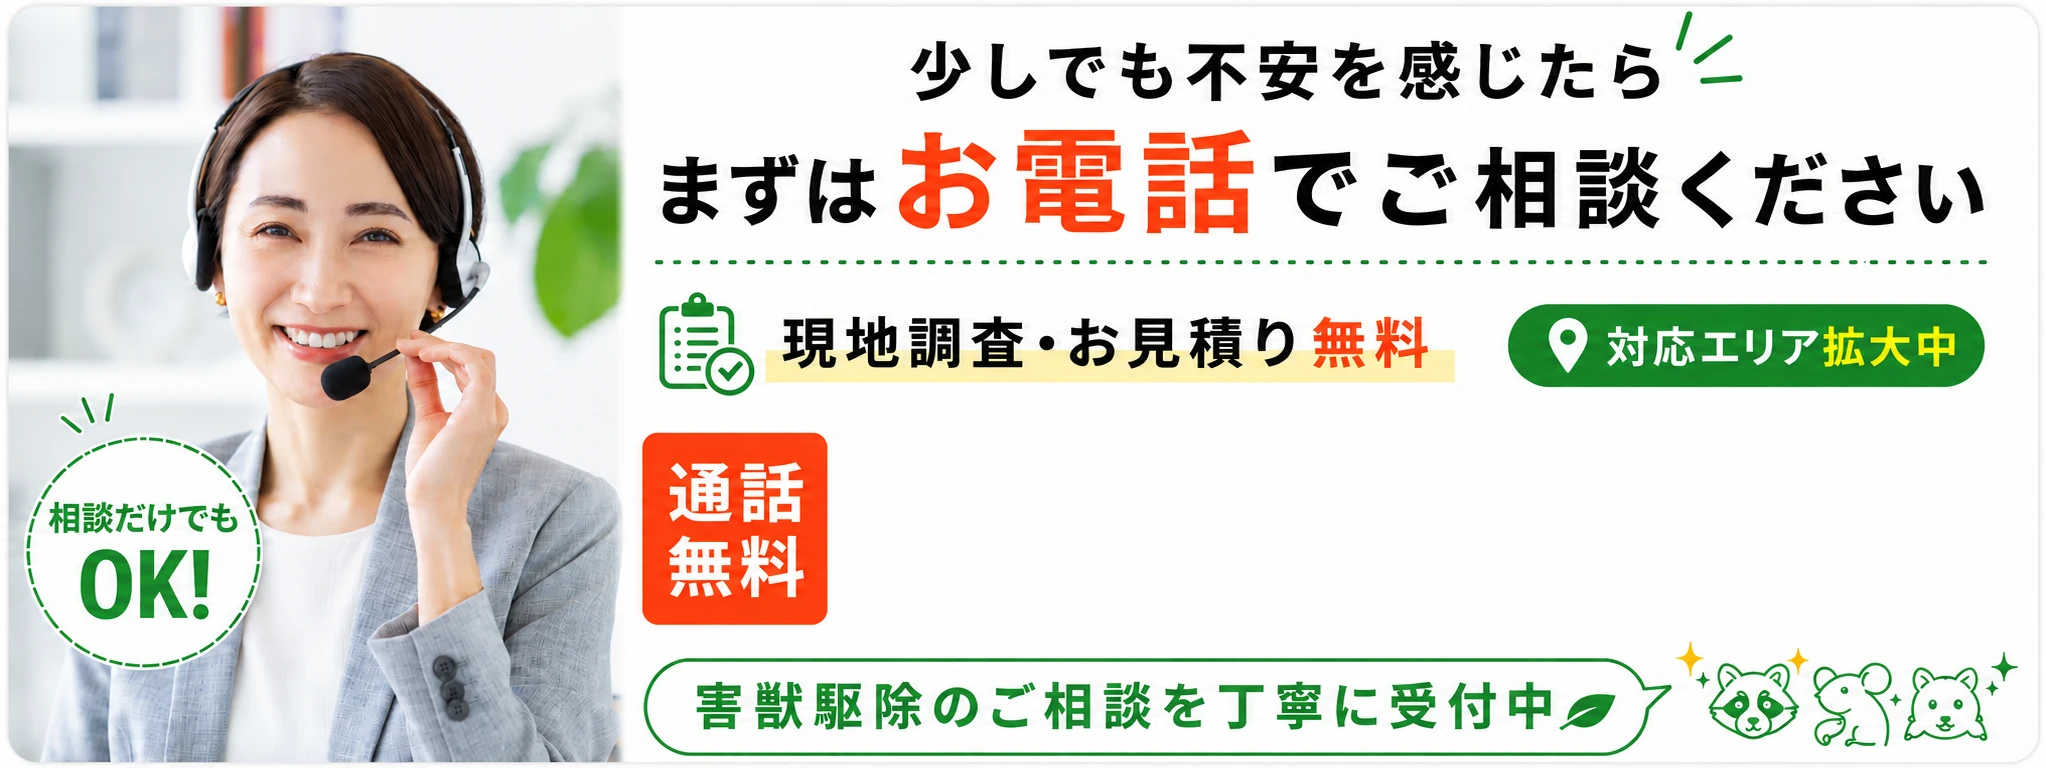 少しでも不安を感じたら
まずはお電話でご相談ください
現地調査・お見積り無料
対応エリア拡大中
通話
無料
相談だけでも
OK!
害獣駆除のご相談を丁寧に受付中